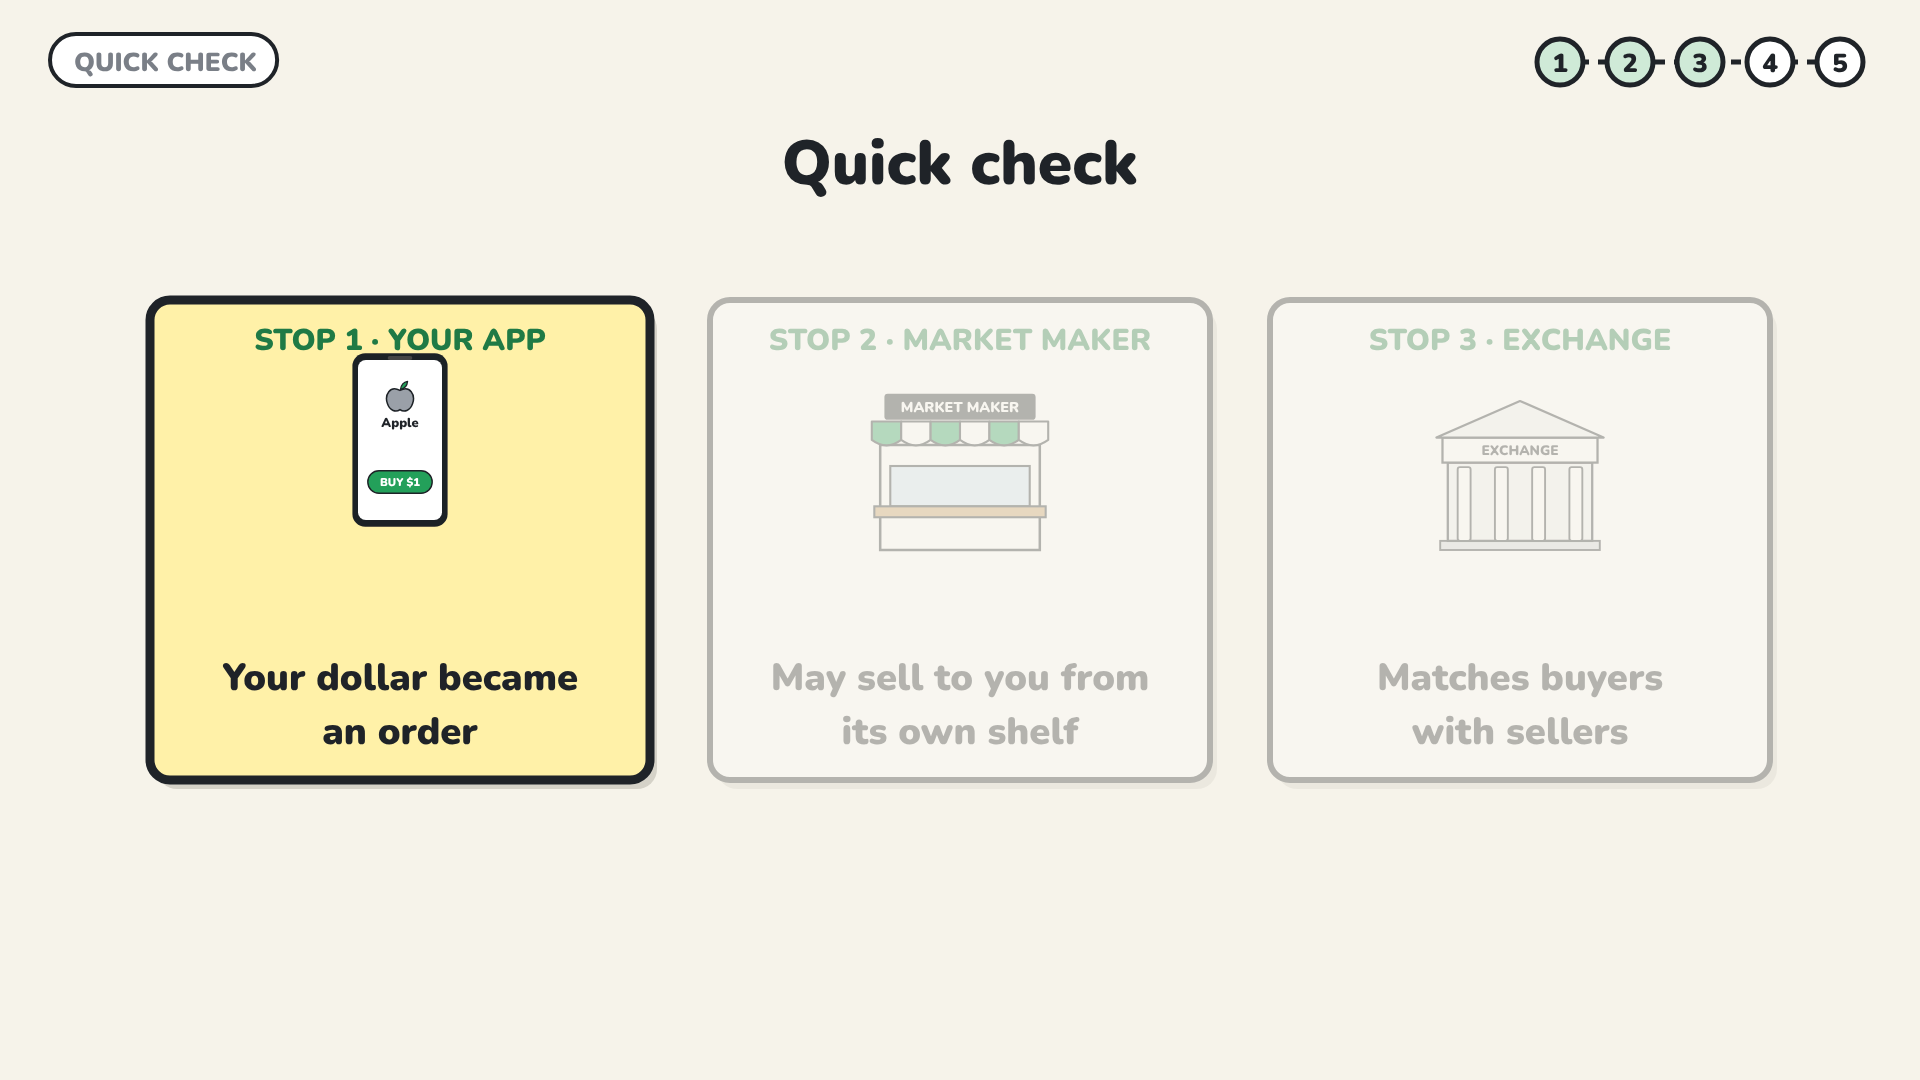 QUICK CHECK
1 2 3 4 5
Quick check
STOP 1 · YOUR APP
Apple
BUY $1
Your dollar became
an order
STOP 2 · MARKET MAKER
MARKET MAKER
May sell to you from
its own shelf
STOP 3 · EXCHANGE
EXCHANGE
Matches buyers
with sellers